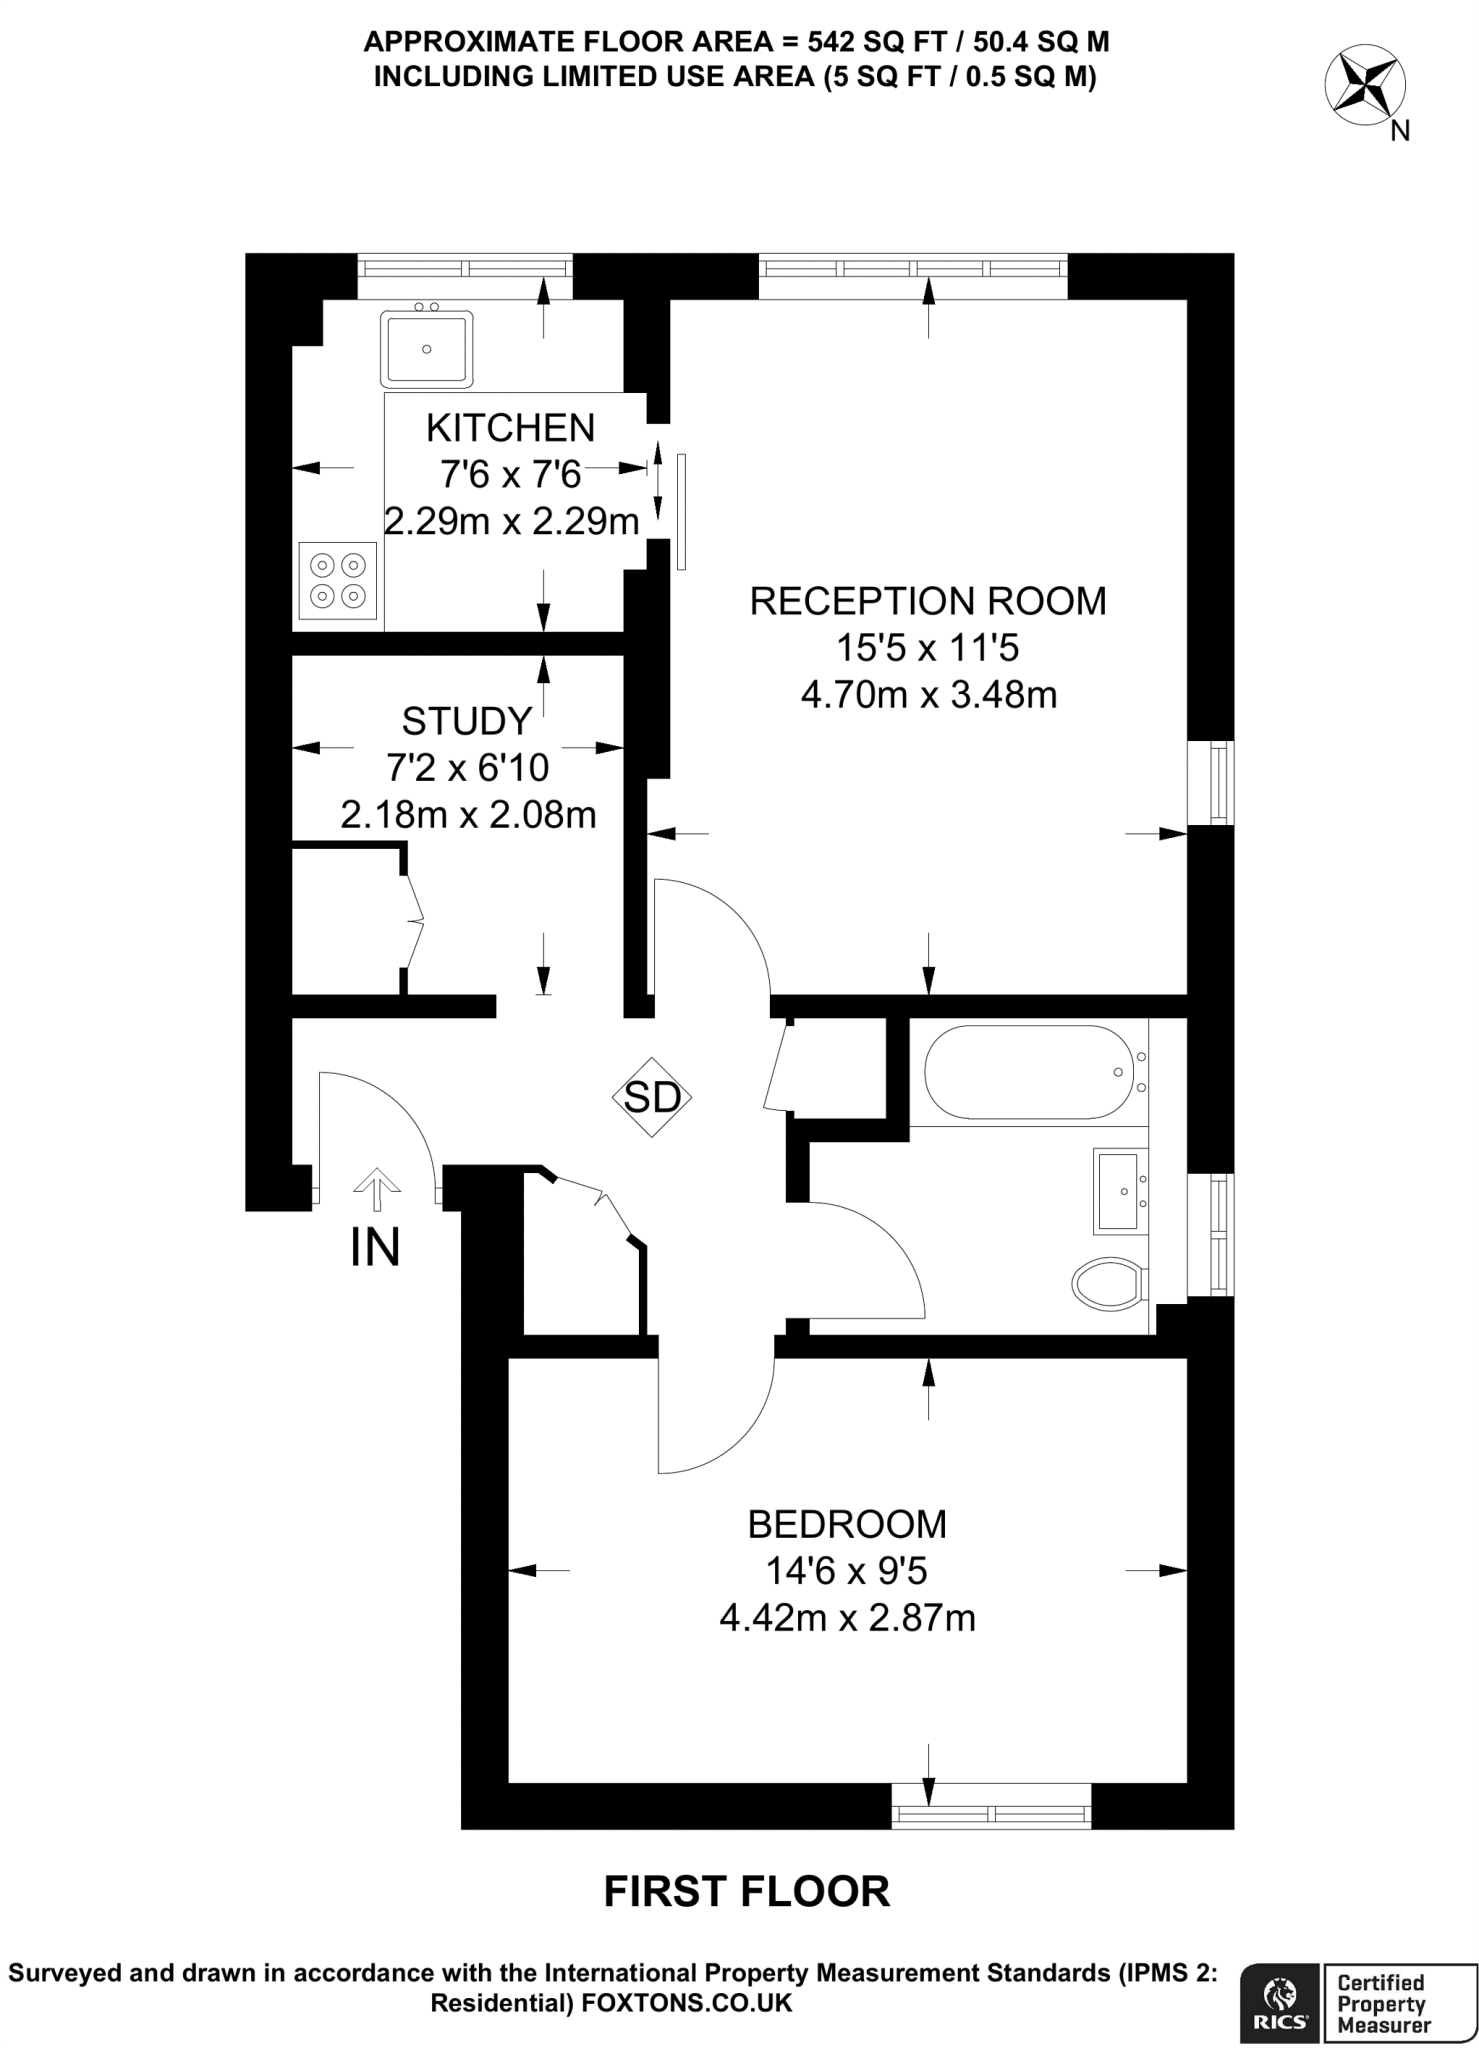 APPROXIMATE FLOOR AREA = 542 SQ FT / 50.4 SQ M
INCLUDING LIMITED USE AREA (5 SQ FT / 0.5 SQ M)
N
KITCHEN
7'6 x 7'6
2.29m x 2.29m
RECEPTION ROOM
15'5 x 11'5
4.70m x 3.48m
STUDY
7'2 x 6'10
2.18m x 2.08m
SD
IN
BEDROOM
14'6 x 9'5
4.42m x 2.87m
FIRST FLOOR
Surveyed and drawn in accordance with the International Property Measurement Standards (IPMS 2:
Residential) FOXTONS.CO.UK
RICS
Certified
Property
Measurer